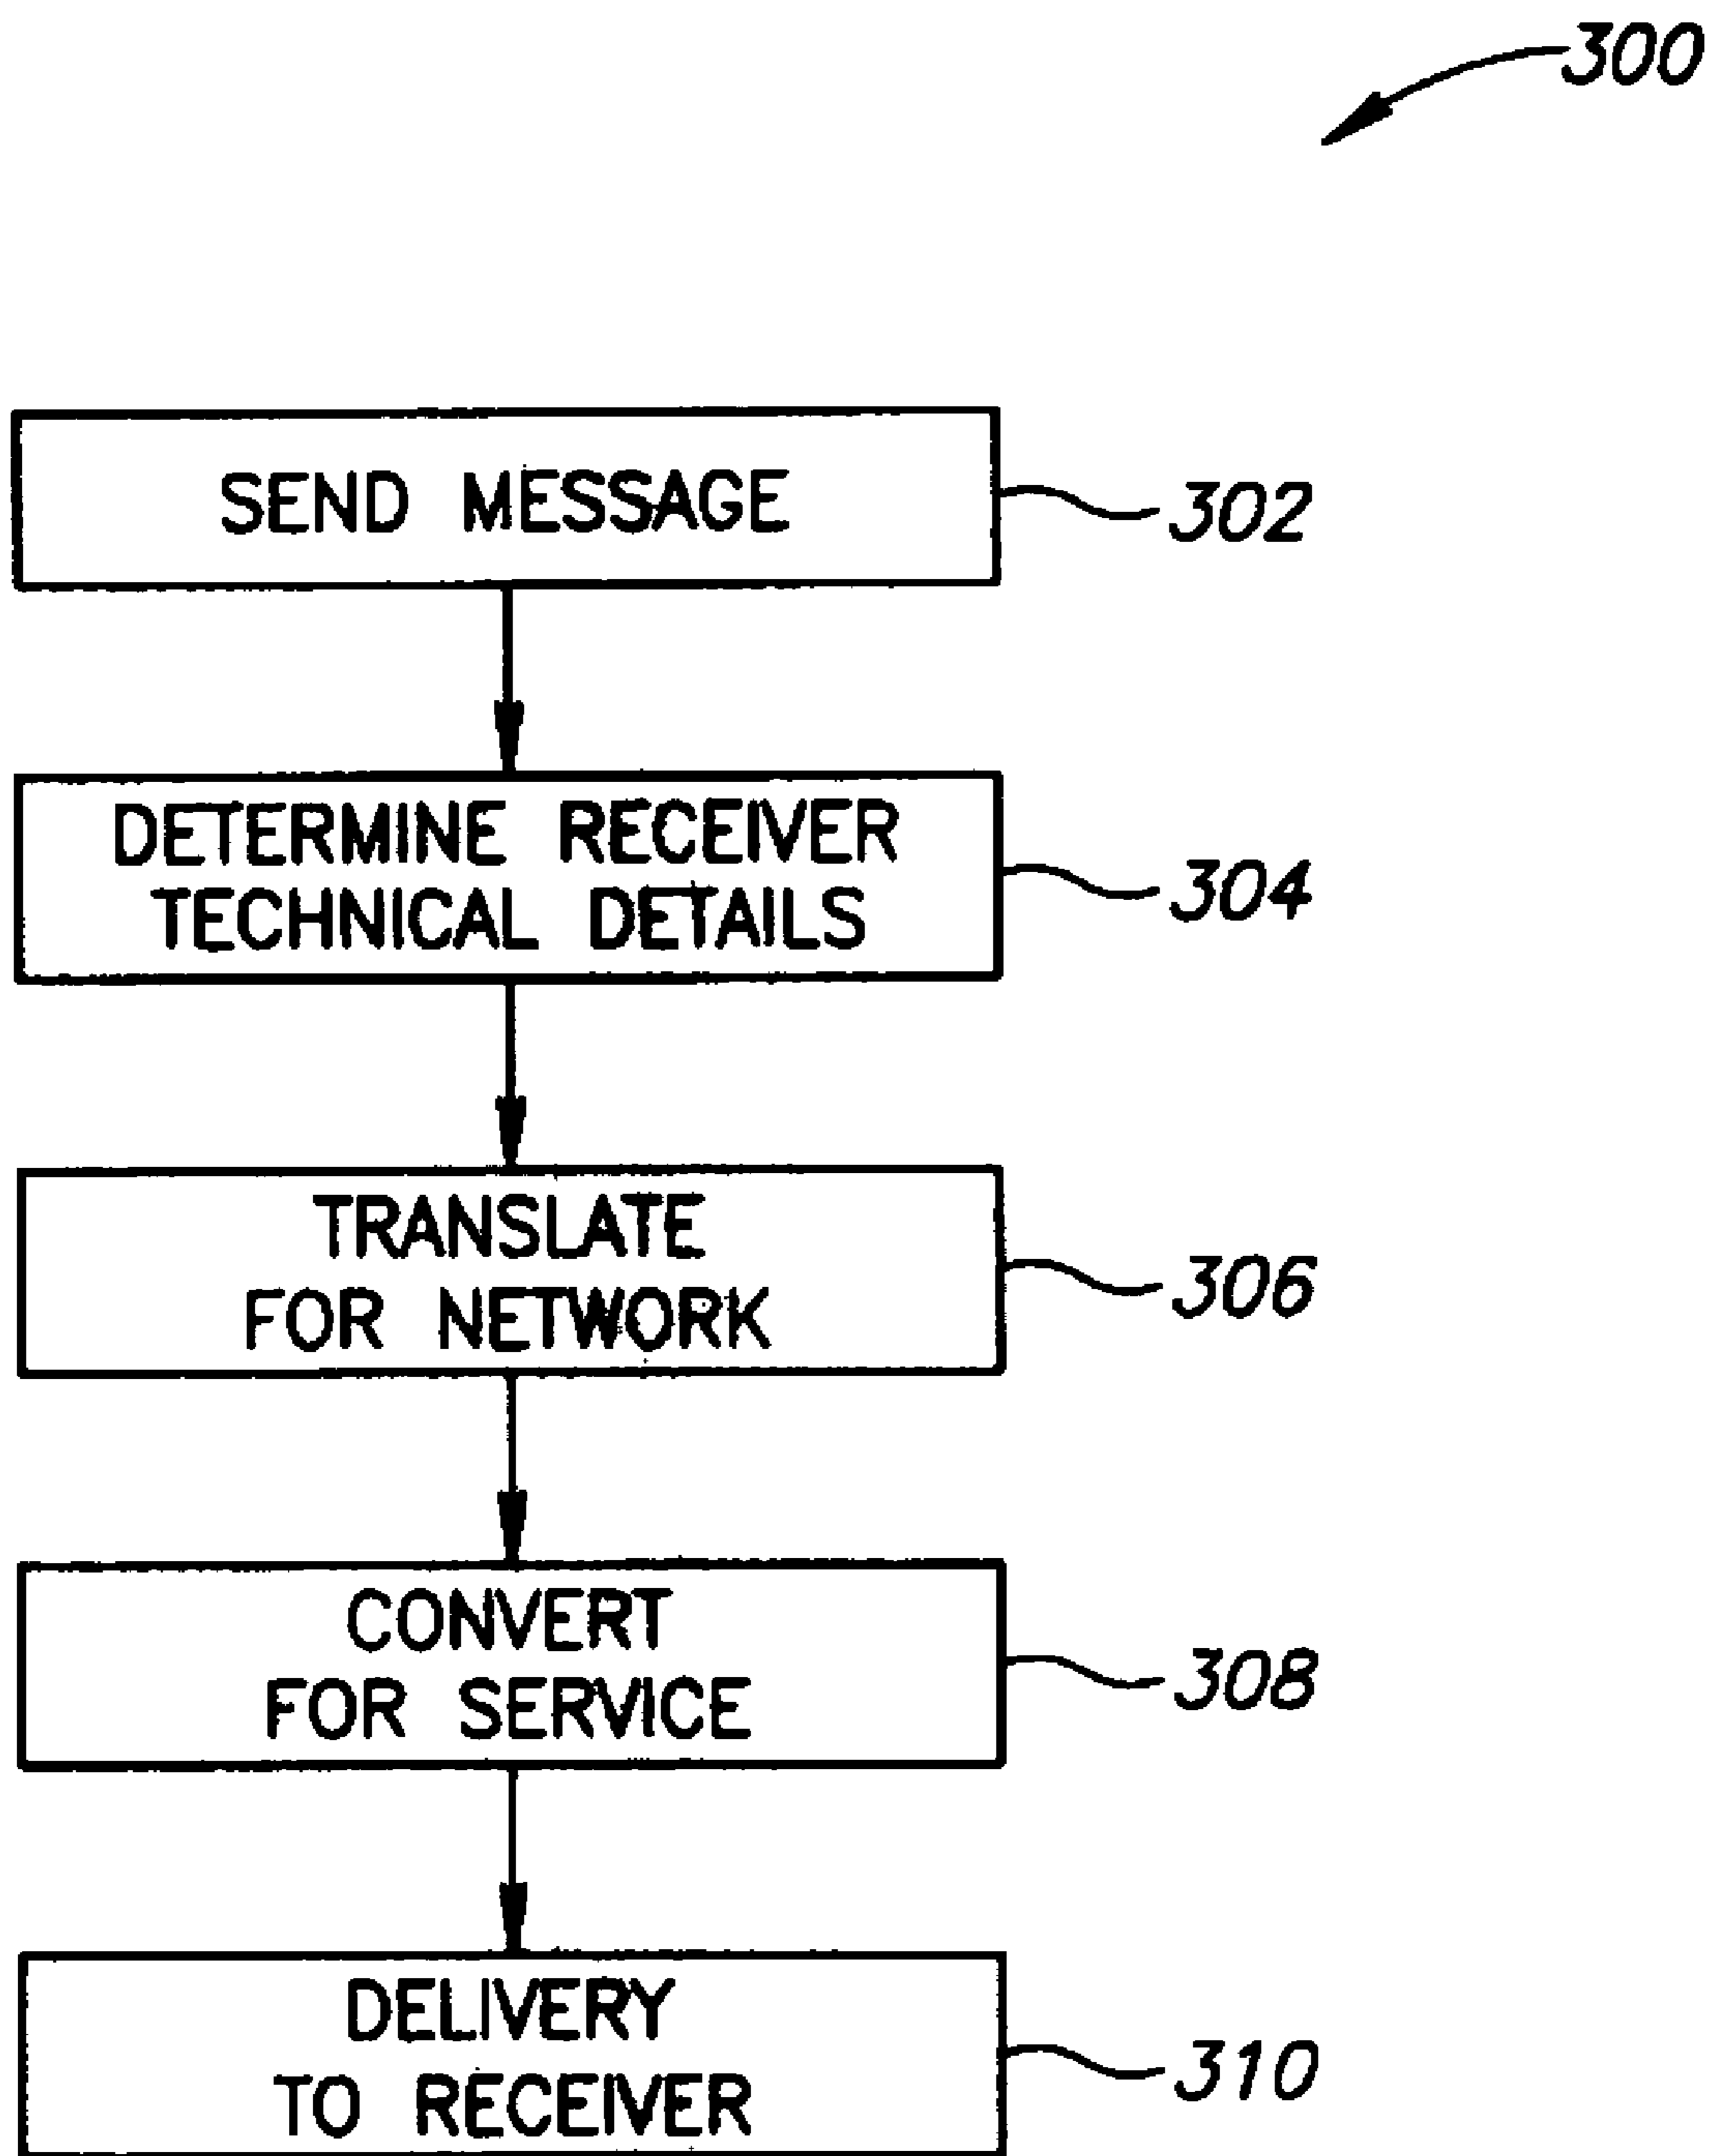 300
SEND MESSAGE
302
DETERMINE RECEIVER
TECHNICAL DETAILS
304
TRANSLATE
FOR NETWORK
306
CONVERT
FOR SERVICE
308
DELIVERY
TO RECEIVER
310